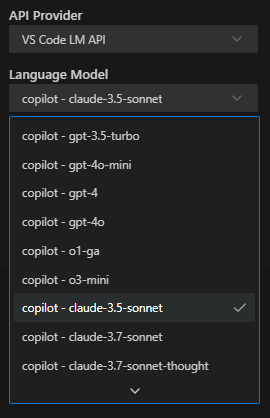 API Provider
VS Code LM API
Language Model
copilot - claude-3.5-sonnet
copilot - gpt-3.5-turbo
copilot - gpt-4o-mini
copilot - gpt-4
copilot - gpt-4o
copilot - o1-ga
copilot - o3-mini
copilot - claude-3.5-sonnet
copilot - claude-3.7-sonnet
copilot - claude-3.7-sonnet-thought